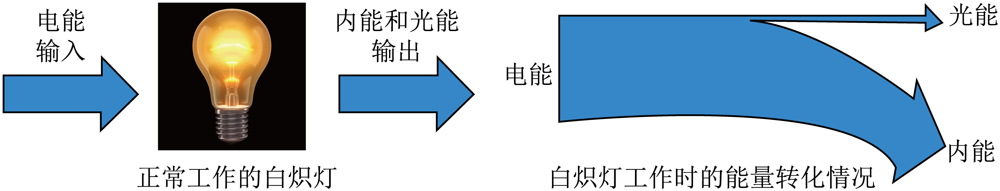 电能
输入
内能和光能
输出
正常工作的白炽灯
电能
光能
内能
白炽灯工作时的能量转化情况